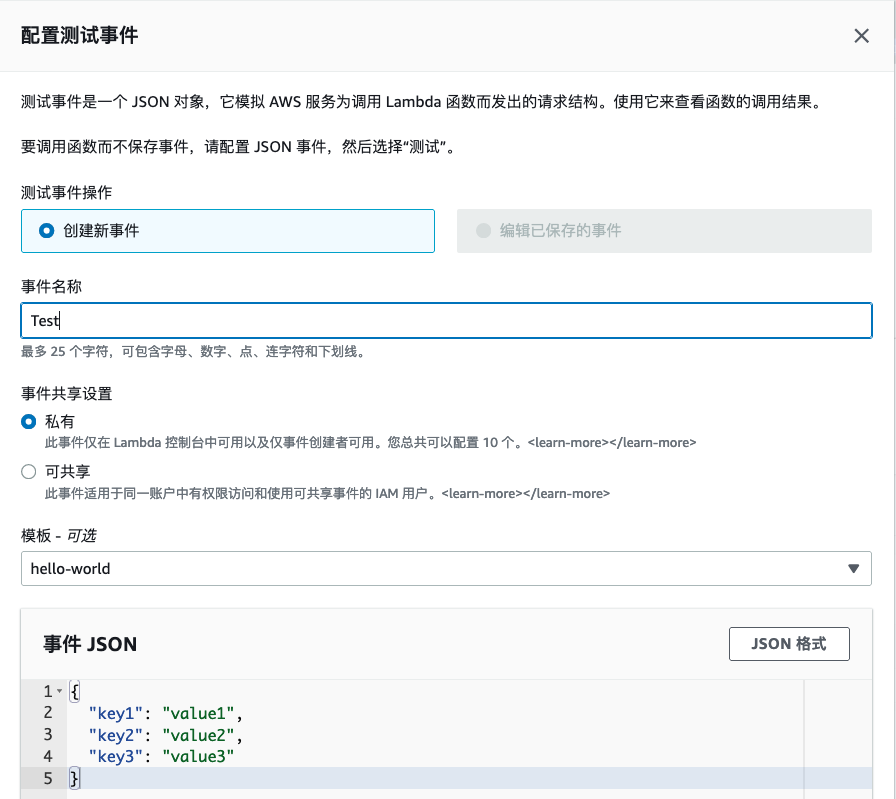 配置测试事件
测试事件是一个 JSON 对象，它模拟 AWS 服务为调用 Lambda 函数而发出的请求结构。使用它来查看函数的调用结果。
要调用函数而不保存事件，请配置 JSON 事件，然后选择“测试”。
测试事件操作
创建新事件
编辑已保存的事件
事件名称
Test
最多 25 个字符，可包含字母、数字、点、连字符和下划线。
事件共享设置
私有
此事件仅在 Lambda 控制台中可用以及仅事件创建者可用。您总共可以配置 10 个。<learn-more></learn-more>
可共享
此事件适用于同一账户中有权限访问和使用可共享事件的 IAM 用户。<learn-more></learn-more>
模板 - 可选
hello-world
事件 JSON
JSON 格式
1 {
2 "key1": "value1",
3 "key2": "value2",
4 "key3": "value3"
5 }